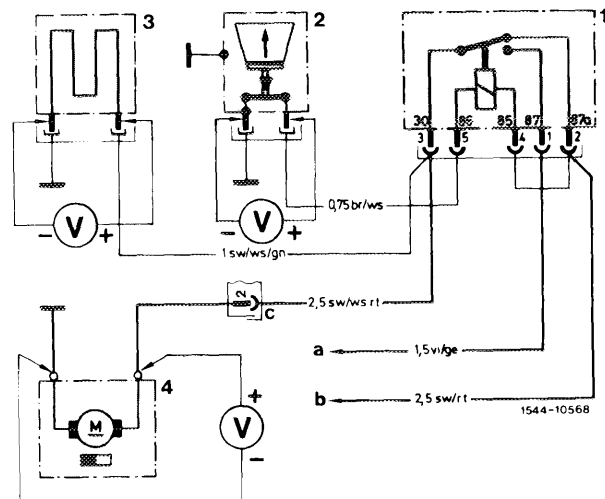 3
2
1
30
86
85
87
87a
3
5
4
1
2
0,75 br/ws
V
- +
V
- +
1 sw/ws/gn
2
c
2,5 sw/ws rt
a
1,5 vi/ge
b
2,5 sw/rt
1544-10568
4
M
+
V
-